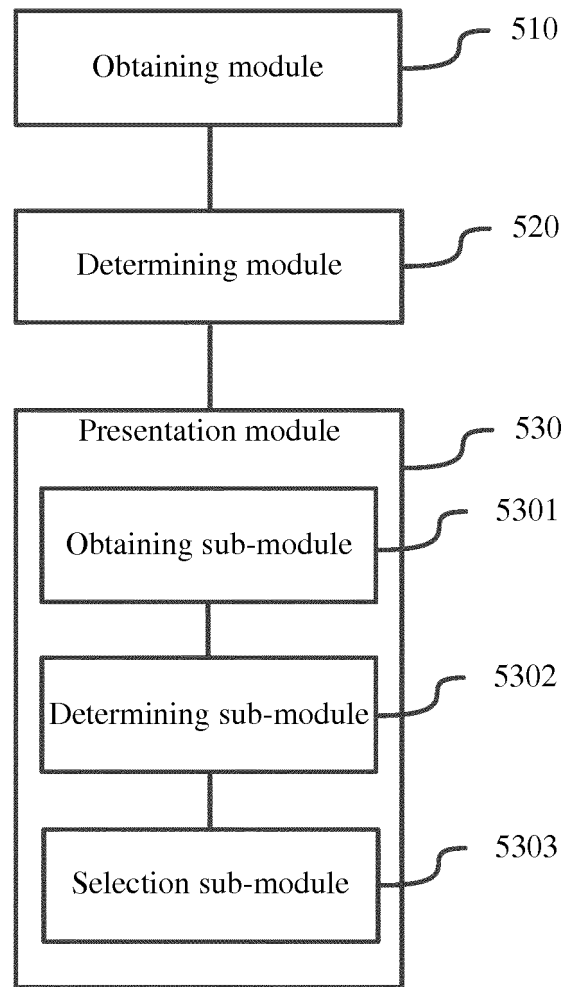 510
Obtaining module
520
Determining module
Presentation module
530
5301
Obtaining sub-module
5302
Determining sub-module
5303
Selection sub-module